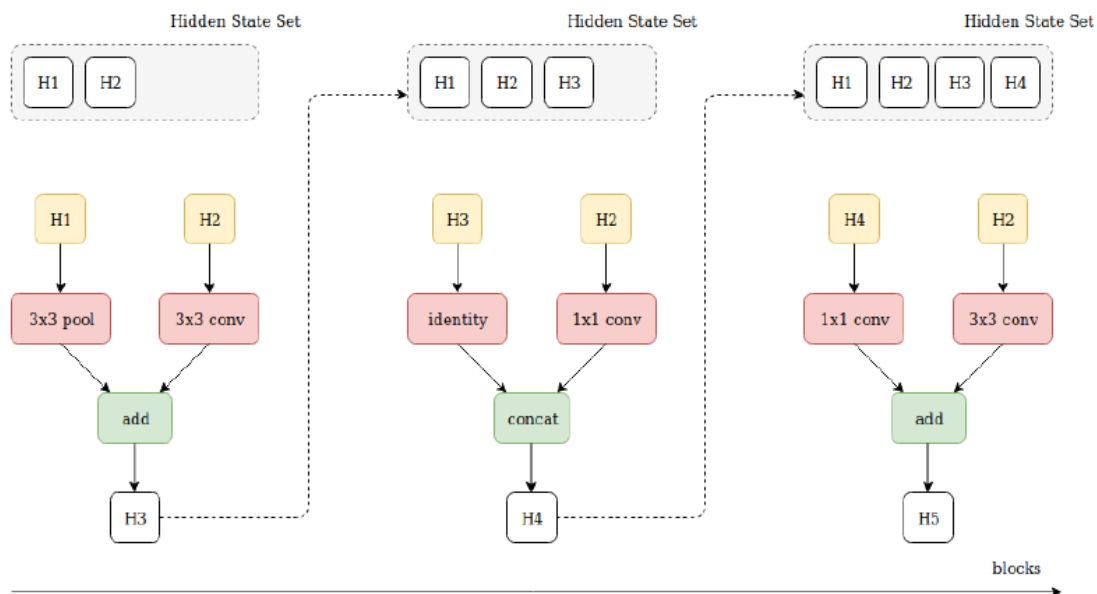 Hidden State Set
Hidden State Set
Hidden State Set
H1 H2
H1 H2 H3
H1 H2 H3 H4
H1 H2
H3 H2
H4 H2
3x3 pool 3x3 conv
identity 1x1 conv
1x1 conv 3x3 conv
add
concat
add
H3
H4
H5
blocks